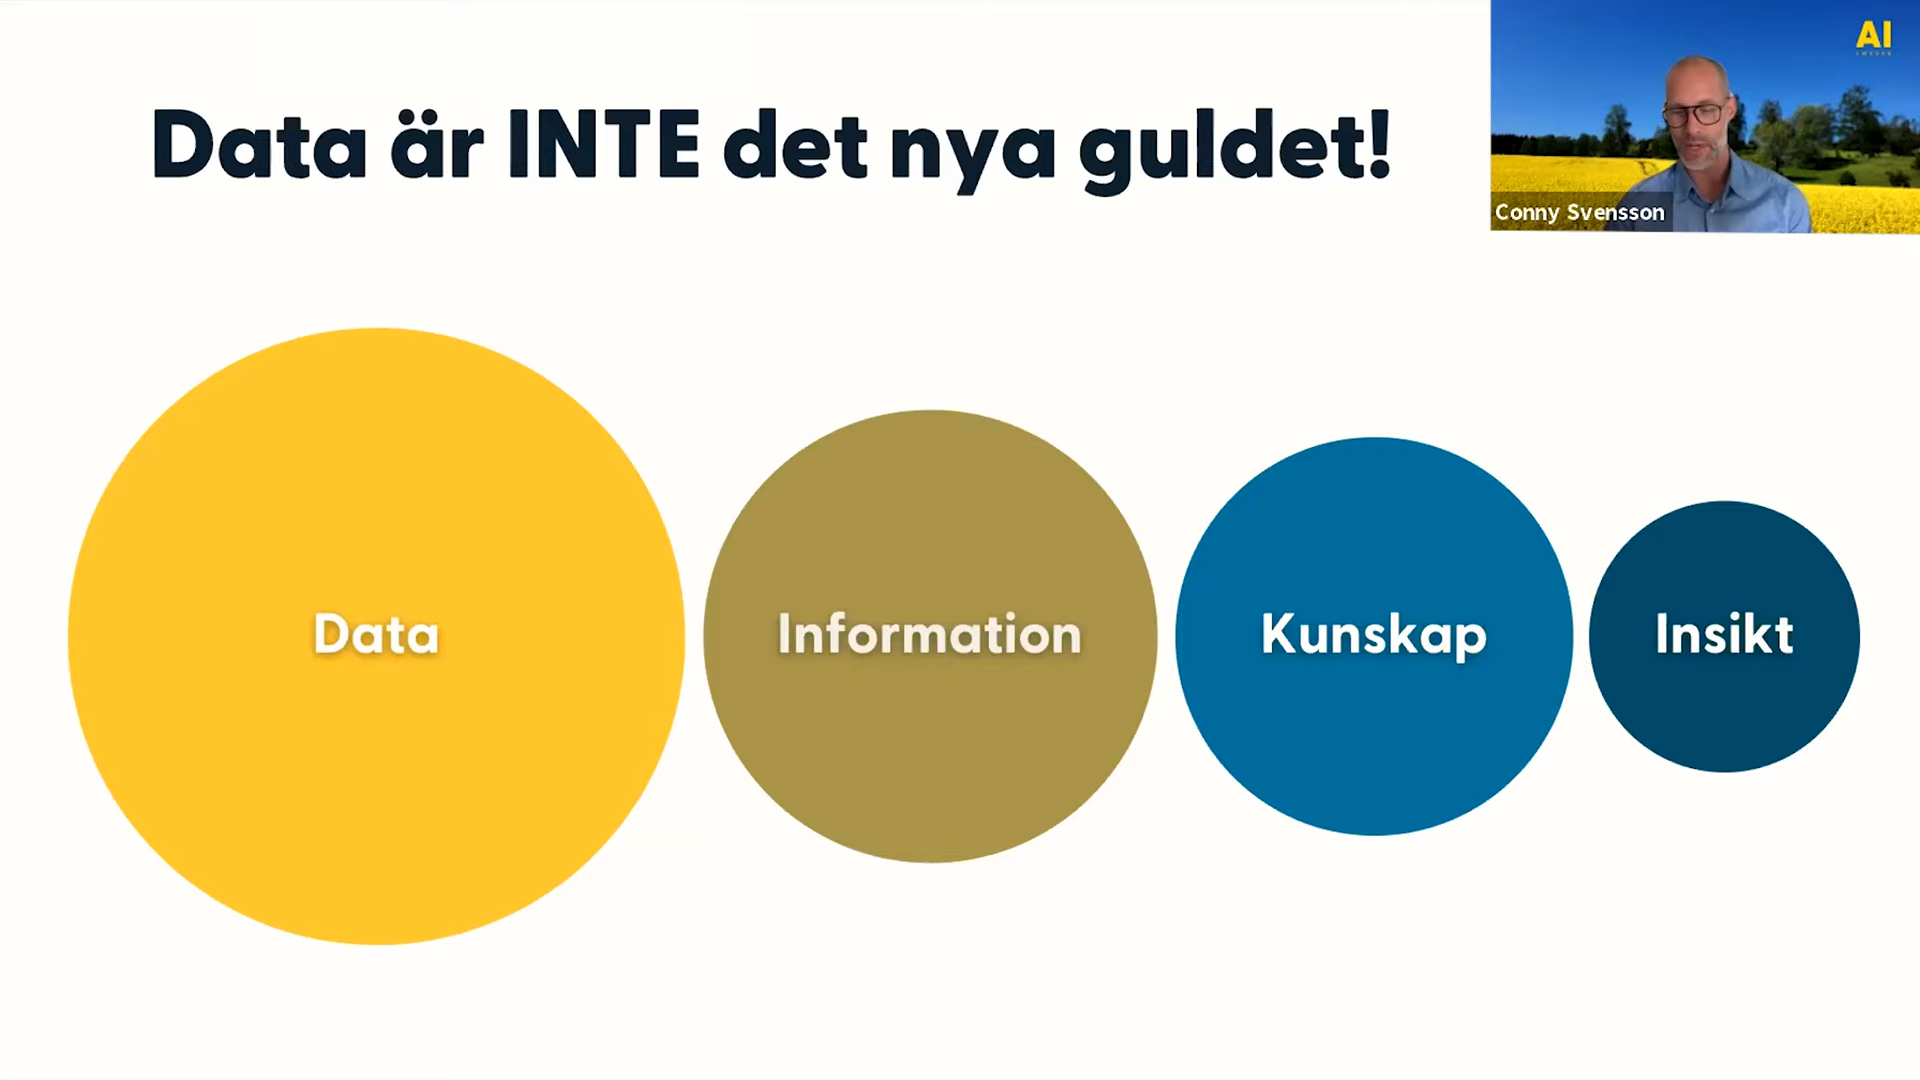 Data är INTE det nya guldet!
AI
Conny Svensson
Data
Information
Kunskap
Insikt